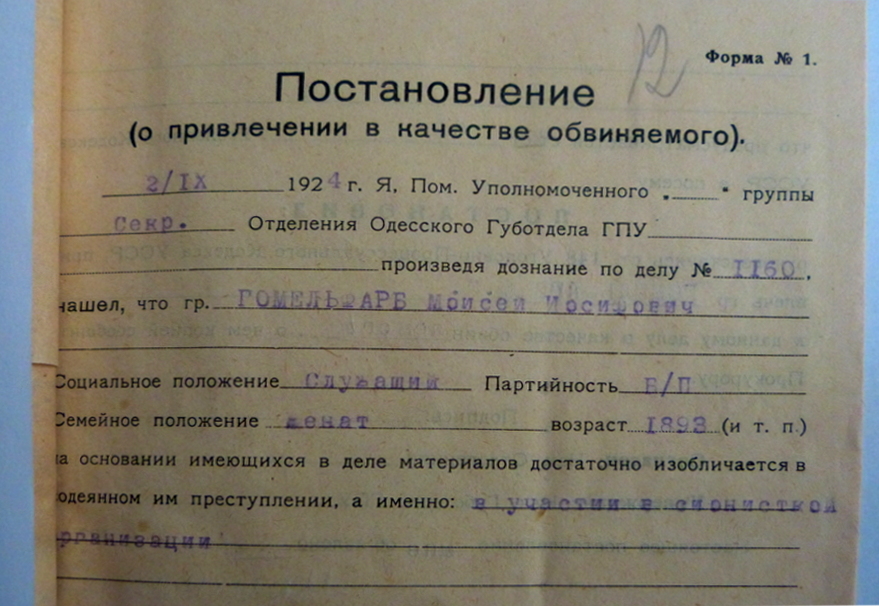 12
Форма № 1.
Постановление
(о привлечении в качестве обвиняемого).
2/IX 1924 г. Я, Пом. Уполномоченного „ " группы
Секр. Отделения Одесского Губотдела ГПУ
произведя дознание по делу № 1160,
нашел, что гр. ГОМЕЛЬФАРБ Моисей Иосифович
Социальное положение Служащий Партийность Б/П
Семейное положение женат возраст 1893 (и т. п.)
на основании имеющихся в деле материалов достаточно изобличается в
содеянном им преступлении, а именно: в участии в сионисткой
организации